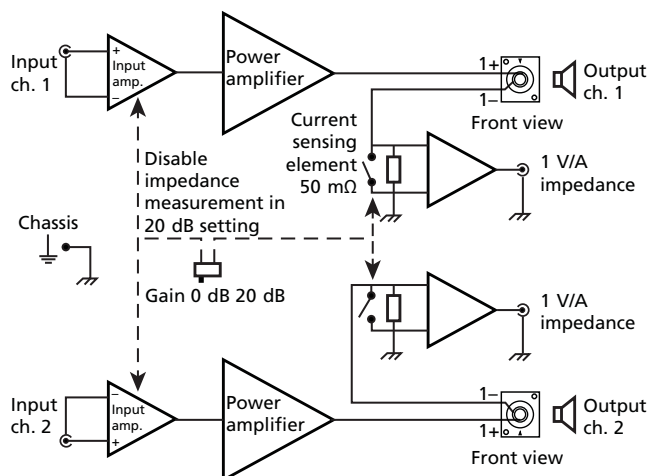 Input
ch. 1
+
Input
amp.
−
Power
amplifier
1+
1−
Output
ch. 1
Front view
Current
sensing
element
50 mΩ
1 V/A
impedance
Disable
impedance
measurement in
20 dB setting
Chassis
Gain 0 dB 20 dB
1 V/A
impedance
Input
ch. 2
−
Input
amp.
+
Power
amplifier
1−
1+
Output
ch. 2
Front view